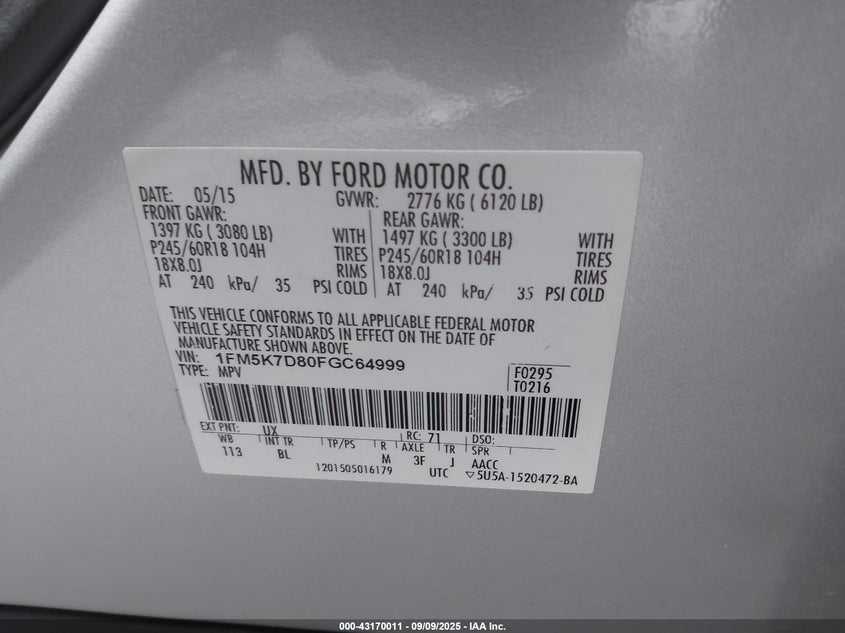 MFD. BY FORD MOTOR CO.
DATE: 05/15 GVWR: 2776 KG ( 6120 LB)
FRONT GAWR: REAR GAWR:
1397 KG ( 3080 LB) WITH 1497 KG ( 3300 LB) WITH
P245/60R18 104H TIRES P245/60R18 104H TIRES
18X8.0J RIMS 18X8.0J RIMS
AT 240 kPa/ 35 PSI COLD AT 240 kPa/ 35 PSI COLD
THIS VEHICLE CONFORMS TO ALL APPLICABLE FEDERAL MOTOR
VEHICLE SAFETY STANDARDS IN EFFECT ON THE DATE OF
MANUFACTURE SHOWN ABOVE.
VIN: 1FM5K7D80FGC64999
TYPE: MPV
F0295
T0216
EXT PNT: UX RC: 71 DSO:
WB INT TR TP/PS R AXLE TR SPR
113 BL M 3F J AACC
1201505016179 UTC ▽5U5A-1520472-BA
000-43170011 - 09/09/2025 - IAA Inc.